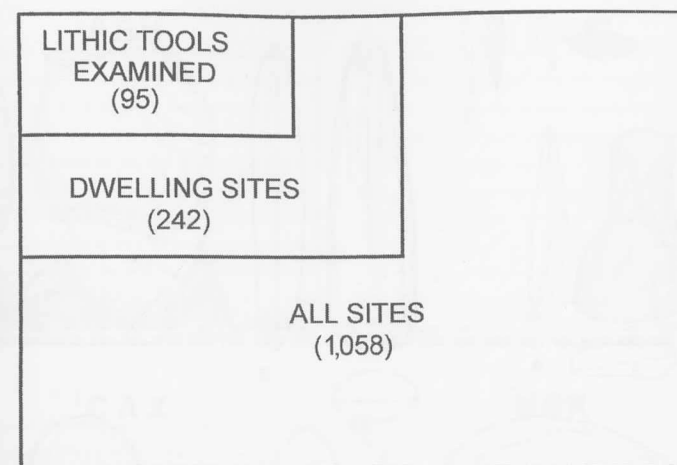 LITHIC TOOLS
EXAMINED
(95)
DWELLING SITES
(242)
ALL SITES
(1,058)